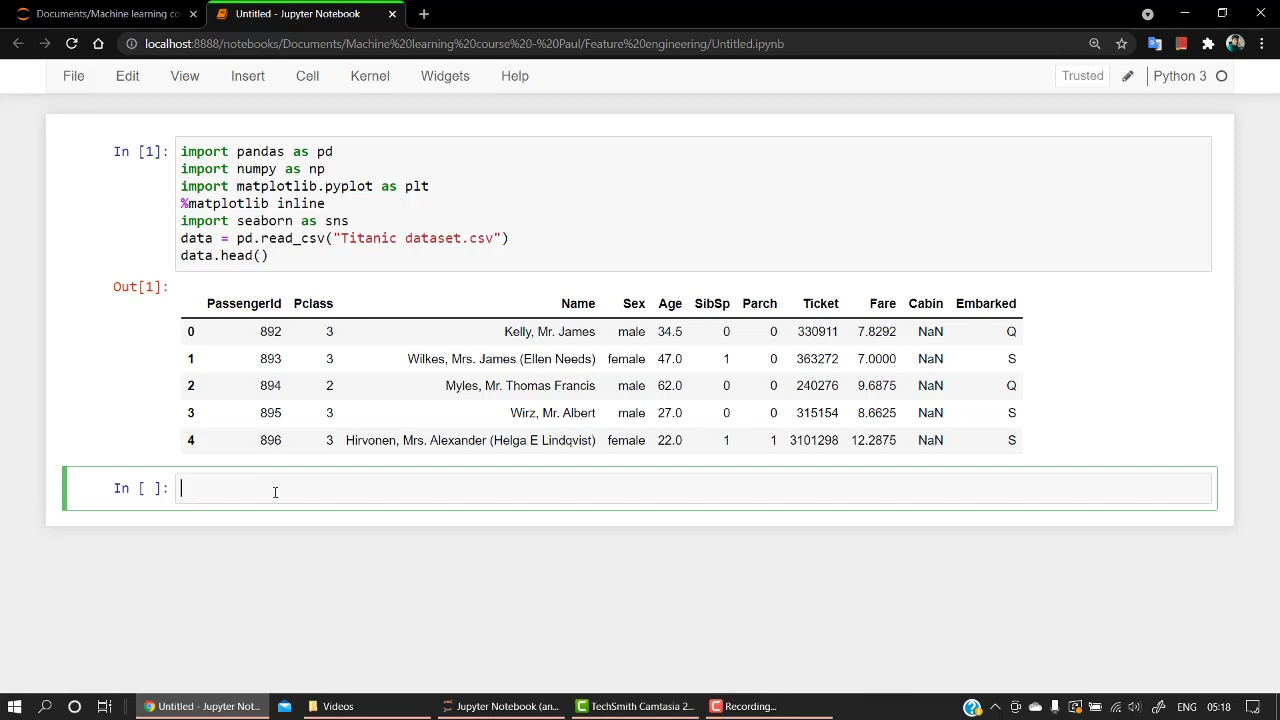 Documents/Machine learning co
Untitled - Jupyter Notebook
localhost:8888/notebooks/Documents/Machine%20learning%20course%20-%20Paul/Feature%20engineering/Untitled.ipynb
File Edit View Insert Cell Kernel Widgets Help Trusted Python 3
In [1]:
import pandas as pd
import numpy as np
import matplotlib.pyplot as plt
%matplotlib inline
import seaborn as sns
data = pd.read_csv("Titanic dataset.csv")
data.head()
Out[1]:
PassengerId Pclass Name Sex Age SibSp Parch Ticket Fare Cabin Embarked
0 892 3 Kelly, Mr. James male 34.5 0 0 330911 7.8292 NaN Q
1 893 3 Wilkes, Mrs. James (Ellen Needs) female 47.0 1 0 363272 7.0000 NaN S
2 894 2 Myles, Mr. Thomas Francis male 62.0 0 0 240276 9.6875 NaN Q
3 895 3 Wirz, Mr. Albert male 27.0 0 0 315154 8.6625 NaN S
4 896 3 Hirvonen, Mrs. Alexander (Helga E Lindqvist) female 22.0 1 1 3101298 12.2875 NaN S
In [ ]:
Untitled - Jupyter Not... Videos Jupyter Notebook (an... TechSmith Camtasia 2... Recording... ENG 05:18